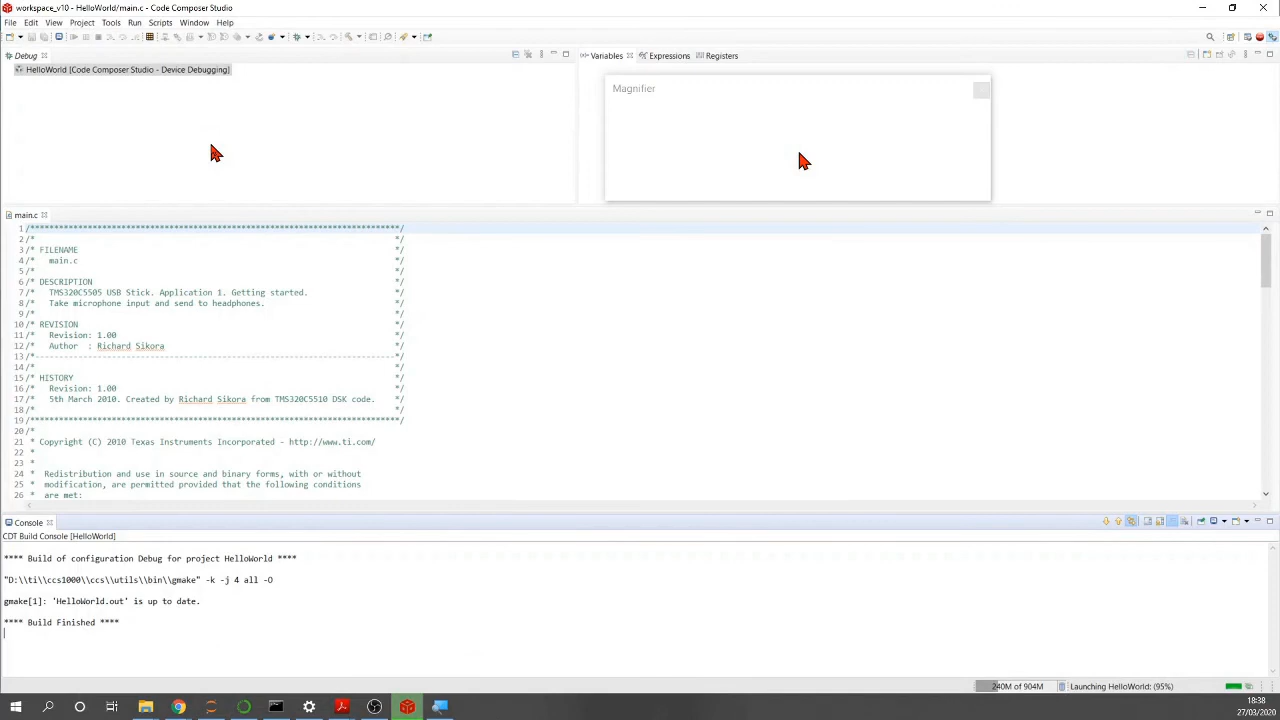 workspace_v10 - HelloWorld/main.c - Code Composer Studio
File Edit View Project Tools Run Scripts Window Help
Debug
HelloWorld [Code Composer Studio - Device Debugging]
Variables Expressions Registers
Magnifier
main.c
1 /******************************************************************************/
2 /* */
3 /* FILENAME */
4 /* main.c */
5 /* */
6 /* DESCRIPTION */
7 /* TMS320C5505 USB Stick. Application 1. Getting started. */
8 /* Take microphone input and send to headphones. */
9 /* */
10 /* REVISION */
11 /* Revision: 1.00 */
12 /* Author : Richard Sikora */
13 /*----------------------------------------------------------------------------*/
14 /* */
15 /* HISTORY */
16 /* Revision: 1.00 */
17 /* 5th March 2010. Created by Richard Sikora from TMS320C5510 DSK code. */
18 /* */
19 /******************************************************************************/
20 /*
21 * Copyright (C) 2010 Texas Instruments Incorporated - http://www.ti.com/
22 *
23 *
24 * Redistribution and use in source and binary forms, with or without
25 * modification, are permitted provided that the following conditions
26 * are met:
Console
CDT Build Console [HelloWorld]
**** Build of configuration Debug for project HelloWorld ****
"D:\\ti\\ccs1000\\ccs\\utils\\bin\\gmake" -k -j 4 all -O
gmake[1]: 'HelloWorld.out' is up to date.
**** Build Finished ****
240M of 904M
Launching HelloWorld: (95%)
18:38
27/03/2020